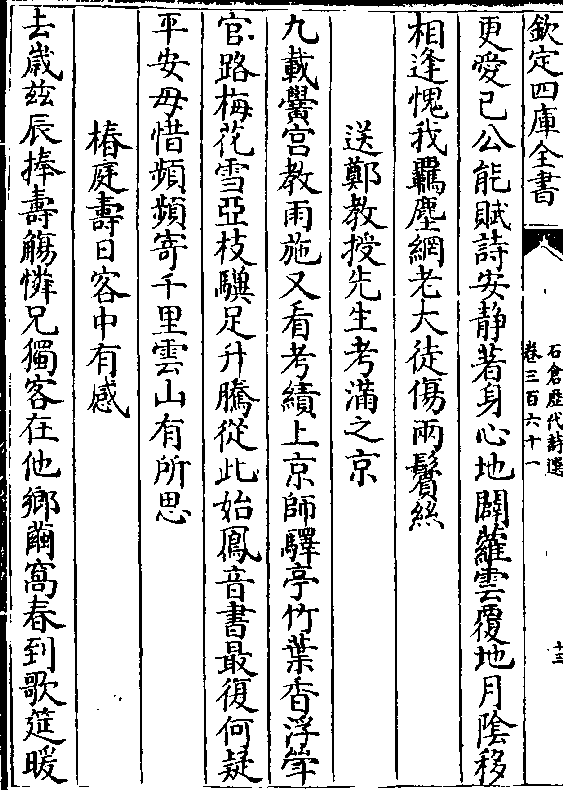 欽定四庫全書
石倉歷代詩選
卷三百六十一
十三
更愛已公能賦詩安静著身心地闢蘿雲覆地月隂移
相逢愧我羈塵網老大徒傷兩鬢絲
送鄭教授先生考滿之京
九載黌宮教雨施又看考績上京師驛亭竹葉香浮斚
官路梅花雪亞枝驥足升騰從此始鳳音書最復何疑
平安毋惜頻頻寄千里雲山有所思
椿庭壽日客中有感
去歲兹辰捧壽觴憐兄獨客在他鄉繭窩春到歌筵暖